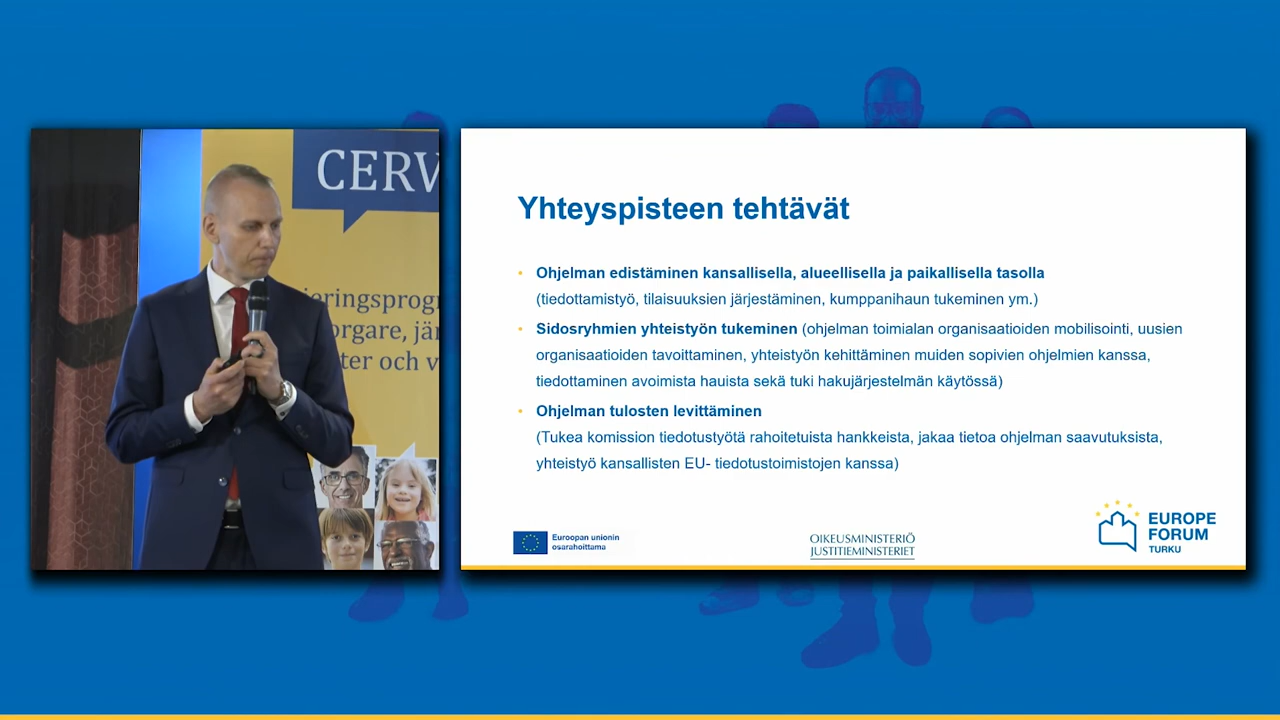 CERV
ieringsprogr
orgare, jär
ter och v
Yhteyspisteen tehtävät
• Ohjelman edistäminen kansallisella, alueellisella ja paikallisella tasolla
(tiedottamistyö, tilaisuuksien järjestäminen, kumppanihaun tukeminen ym.)
• Sidosryhmien yhteistyön tukeminen (ohjelman toimialan organisaatioiden mobilisointi, uusien
organisaatioiden tavoittaminen, yhteistyön kehittäminen muiden sopivien ohjelmien kanssa,
tiedottaminen avoimista hauista sekä tuki hakujärjestelmän käytössä)
• Ohjelman tulosten levittäminen
(Tukea komission tiedotustyötä rahoitetuista hankkeista, jakaa tietoa ohjelman saavutuksista,
yhteistyö kansallisten EU- tiedotustoimistojen kanssa)
Euroopan unionin
osarahoittama
OIKEUSMINISTERIÖ
JUSTITIEMINISTERIET
EUROPE
FORUM
TURKU